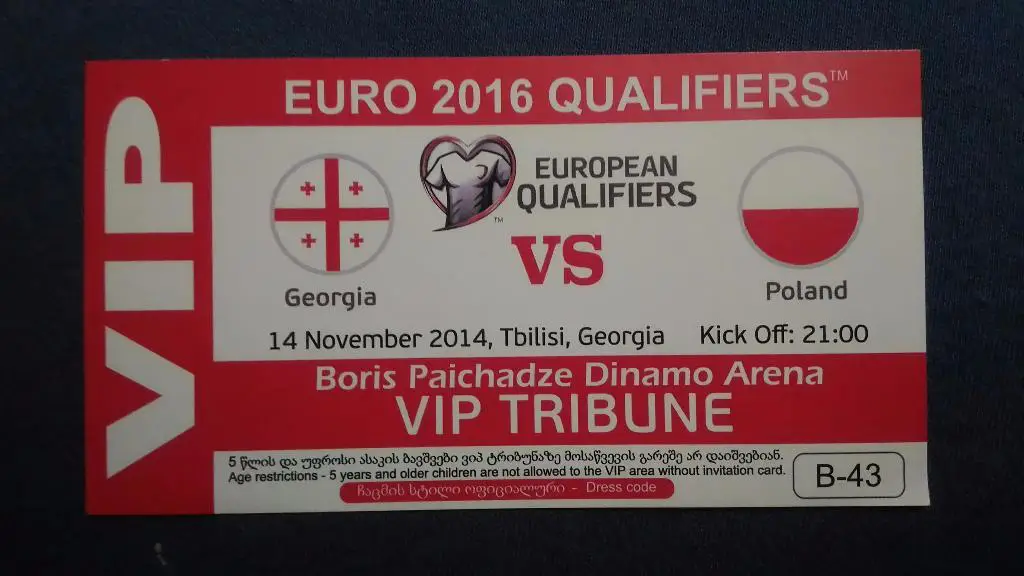 VIP
EURO 2016 QUALIFIERS™
EUROPEAN
QUALIFIERS
™
VS
Georgia
Poland
14 November 2014, Tbilisi, Georgia Kick Off: 21:00
Boris Paichadze Dinamo Arena
VIP TRIBUNE
5 წლის და უფროსი ასაკის ბავშვები ვიპ ტრიბუნაზე მოსაწვევის გარეშე არ დაიშვებიან.
Age restrictions - 5 years and older children are not allowed to the VIP area without invitation card.
ჩაცმის სტილი ოფიციალური - Dress code
B-43